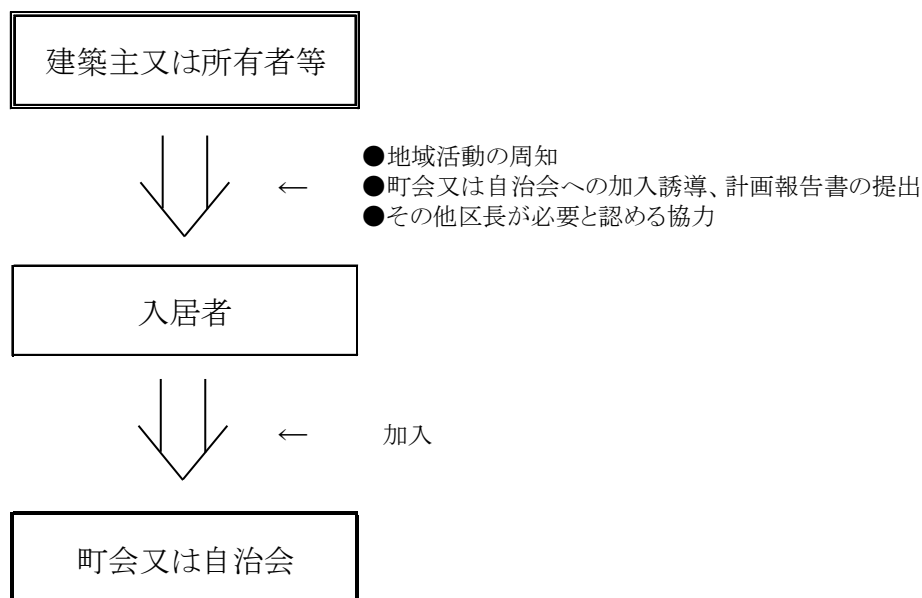 建築主又は所有者等
←
●地域活動の周知
●町会又は自治会への加入誘導、計画報告書の提出
●その他区長が必要と認める協力
入居者
← 加入
町会又は自治会